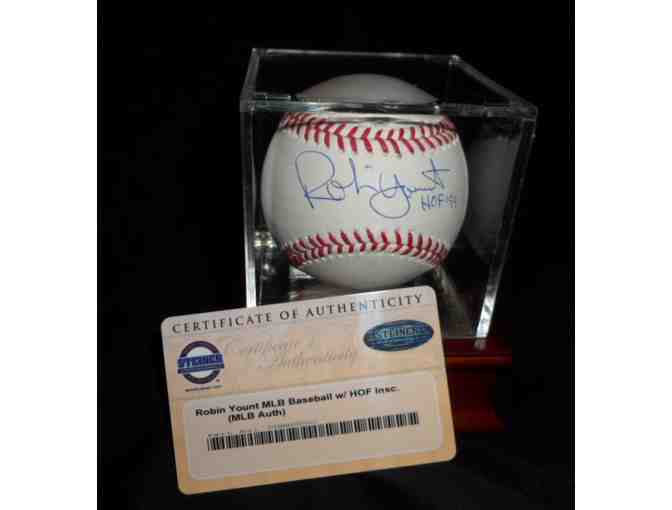 Robin Yount
HOF '99
CERTIFICATE OF AUTHENTICITY
Certificate of
Authenticity
STEINER
STEINER
Robin Yount MLB Baseball w/ HOF Insc.
(MLB Auth)